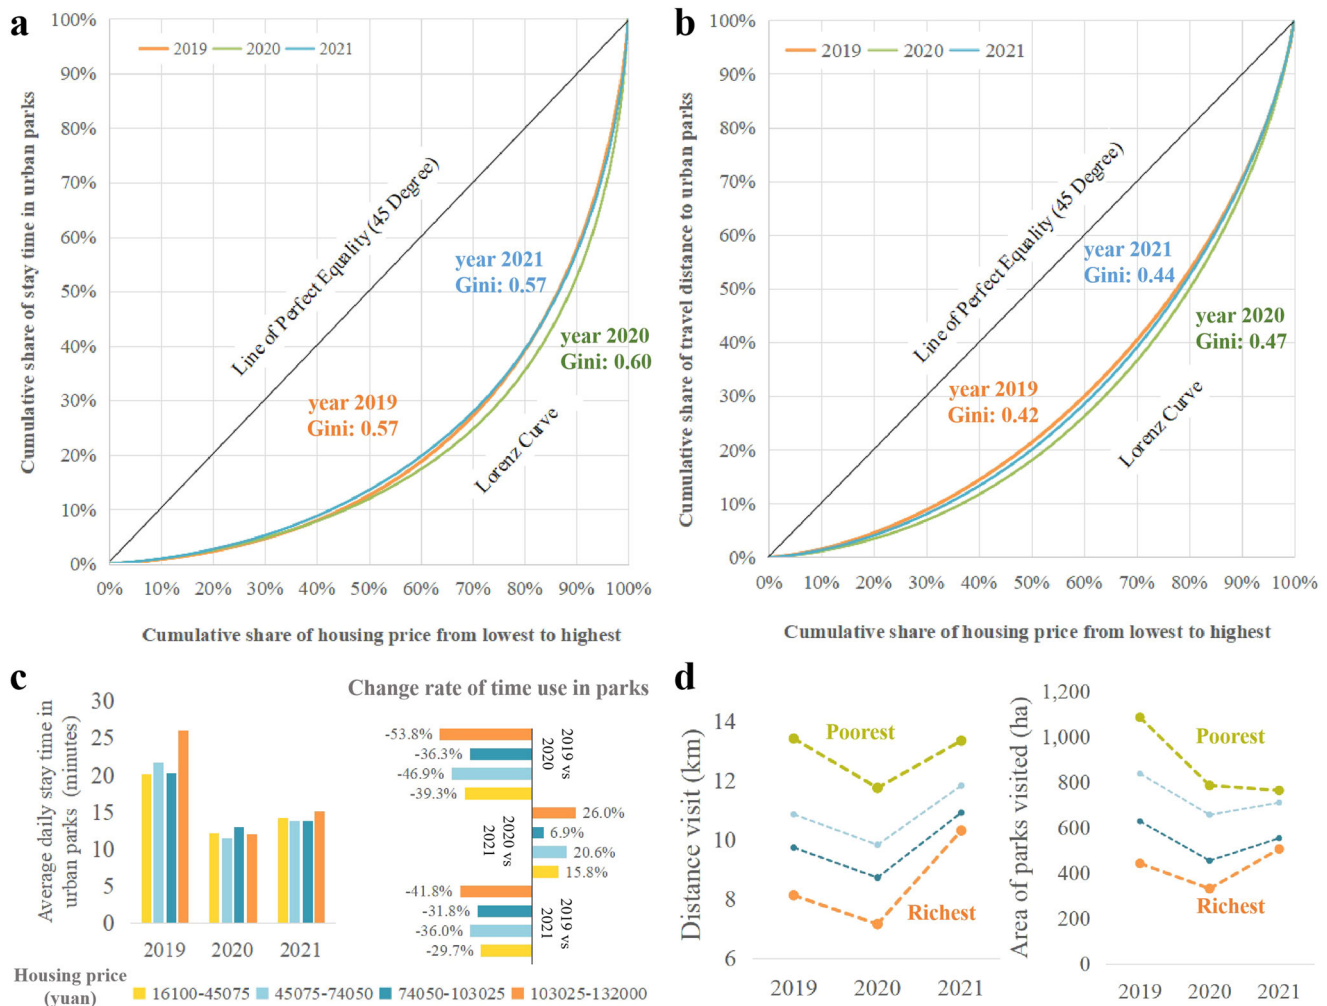 a
Cumulative share of stay time in urban parks
100%
90%
80%
70%
60%
50%
40%
30%
20%
10%
0%
2019 2020 2021
Line of Perfect Equality (45 Degree)
year 2021
Gini: 0.57
year 2020
Gini: 0.60
year 2019
Gini: 0.57
Lorenz Curve
0% 10% 20% 30% 40% 50% 60% 70% 80% 90% 100%
Cumulative share of housing price from lowest to highest
b
Cumulative share of travel distance to urban parks
100%
90%
80%
70%
60%
50%
40%
30%
20%
10%
0%
2019 2020 2021
Line of Perfect Equality (45 Degree)
year 2021
Gini: 0.44
year 2020
Gini: 0.47
year 2019
Gini: 0.42
Lorenz Curve
0% 10% 20% 30% 40% 50% 60% 70% 80% 90% 100%
Cumulative share of housing price from lowest to highest
c
Average daily stay time in
urban parks (minutes)
30
25
20
15
10
5
0
2019 2020 2021
Change rate of time use in parks
-53.8%
-36.3%
-46.9%
-39.3%
2019 vs
2020
26.0%
6.9%
20.6%
15.8%
2020 vs
2021
-41.8%
-31.8%
-36.0%
-29.7%
2019 vs
2021
Housing price
(yuan)
16100-45075 45075-74050 74050-103025 103025-132000
d
Distance visit (km)
14
12
10
8
6
Poorest
Richest
2019 2020 2021
Area of parks visited (ha)
1,200
1,000
800
600
400
200
0
Poorest
Richest
2019 2020 2021